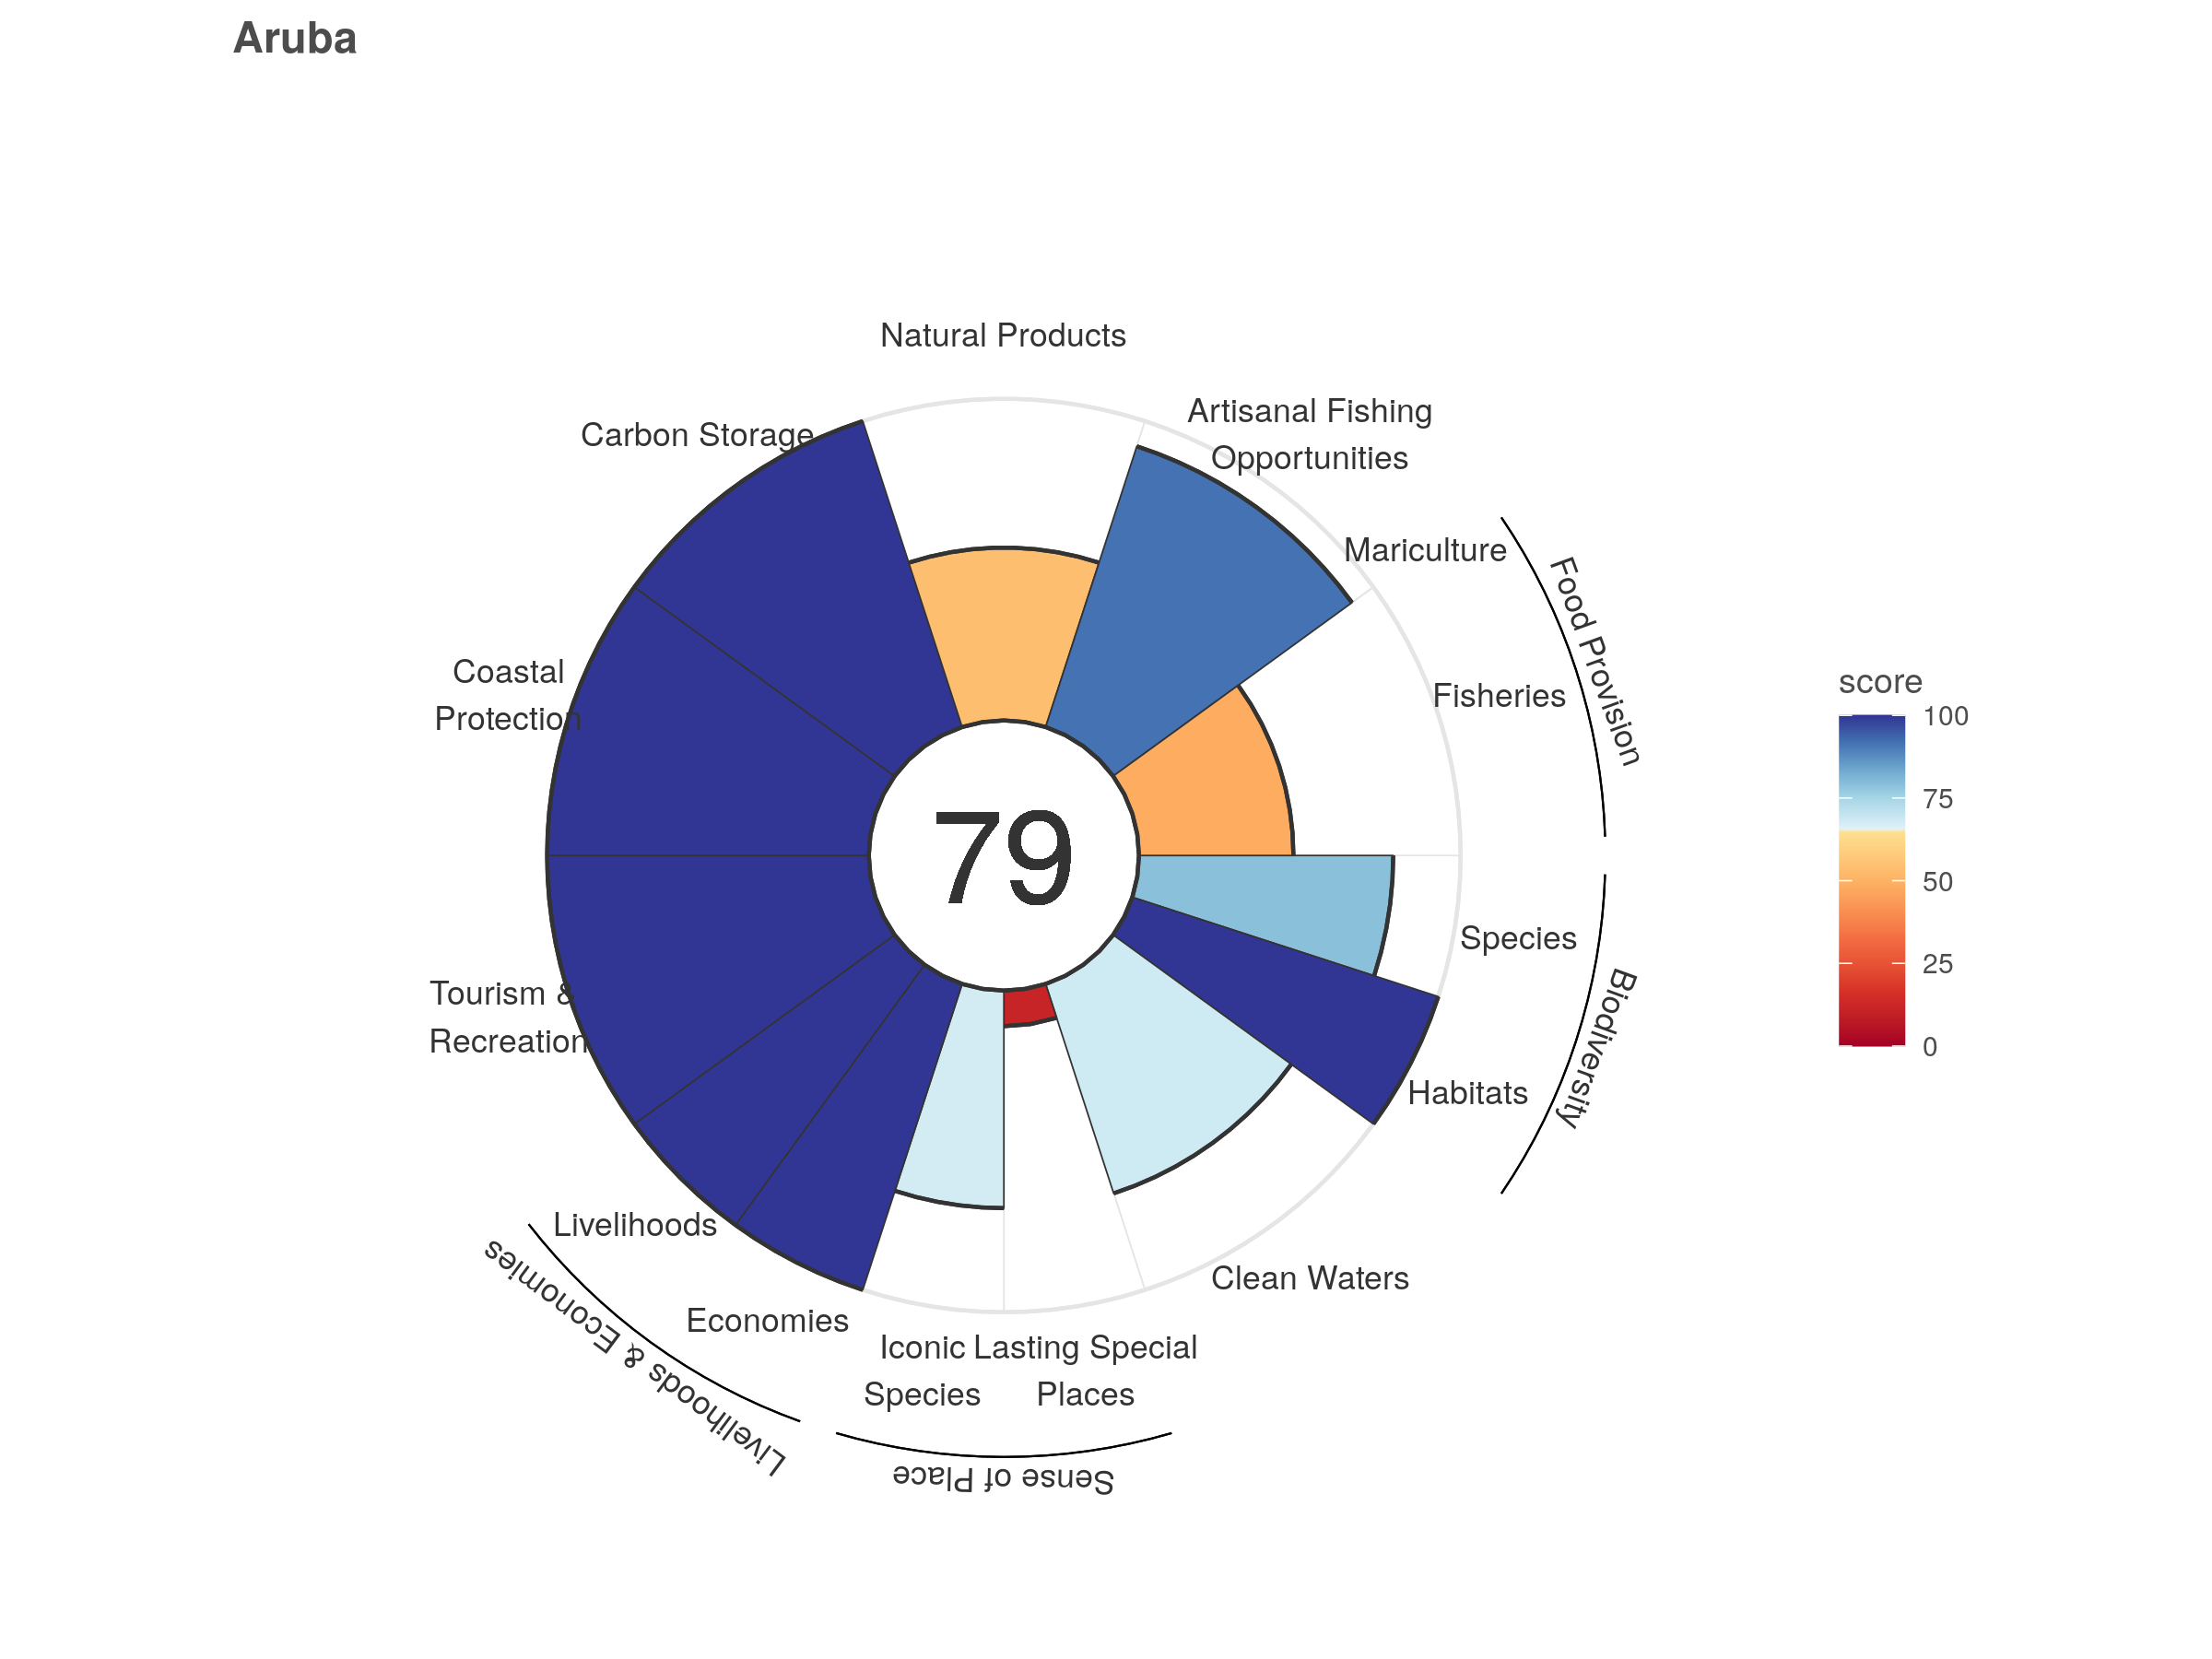 Aruba
Natural Products
Artisanal Fishing
Opportunities
Carbon Storage
Mariculture
Food Provision
Fisheries
Coastal
Protection
79
Species
Biodiversity
Tourism &
Recreation
Habitats
Livelihoods
Clean Waters
Economies
Livelihoods & Economies
Iconic
Species
Lasting Special
Places
Sense of Place
score
100
75
50
25
0